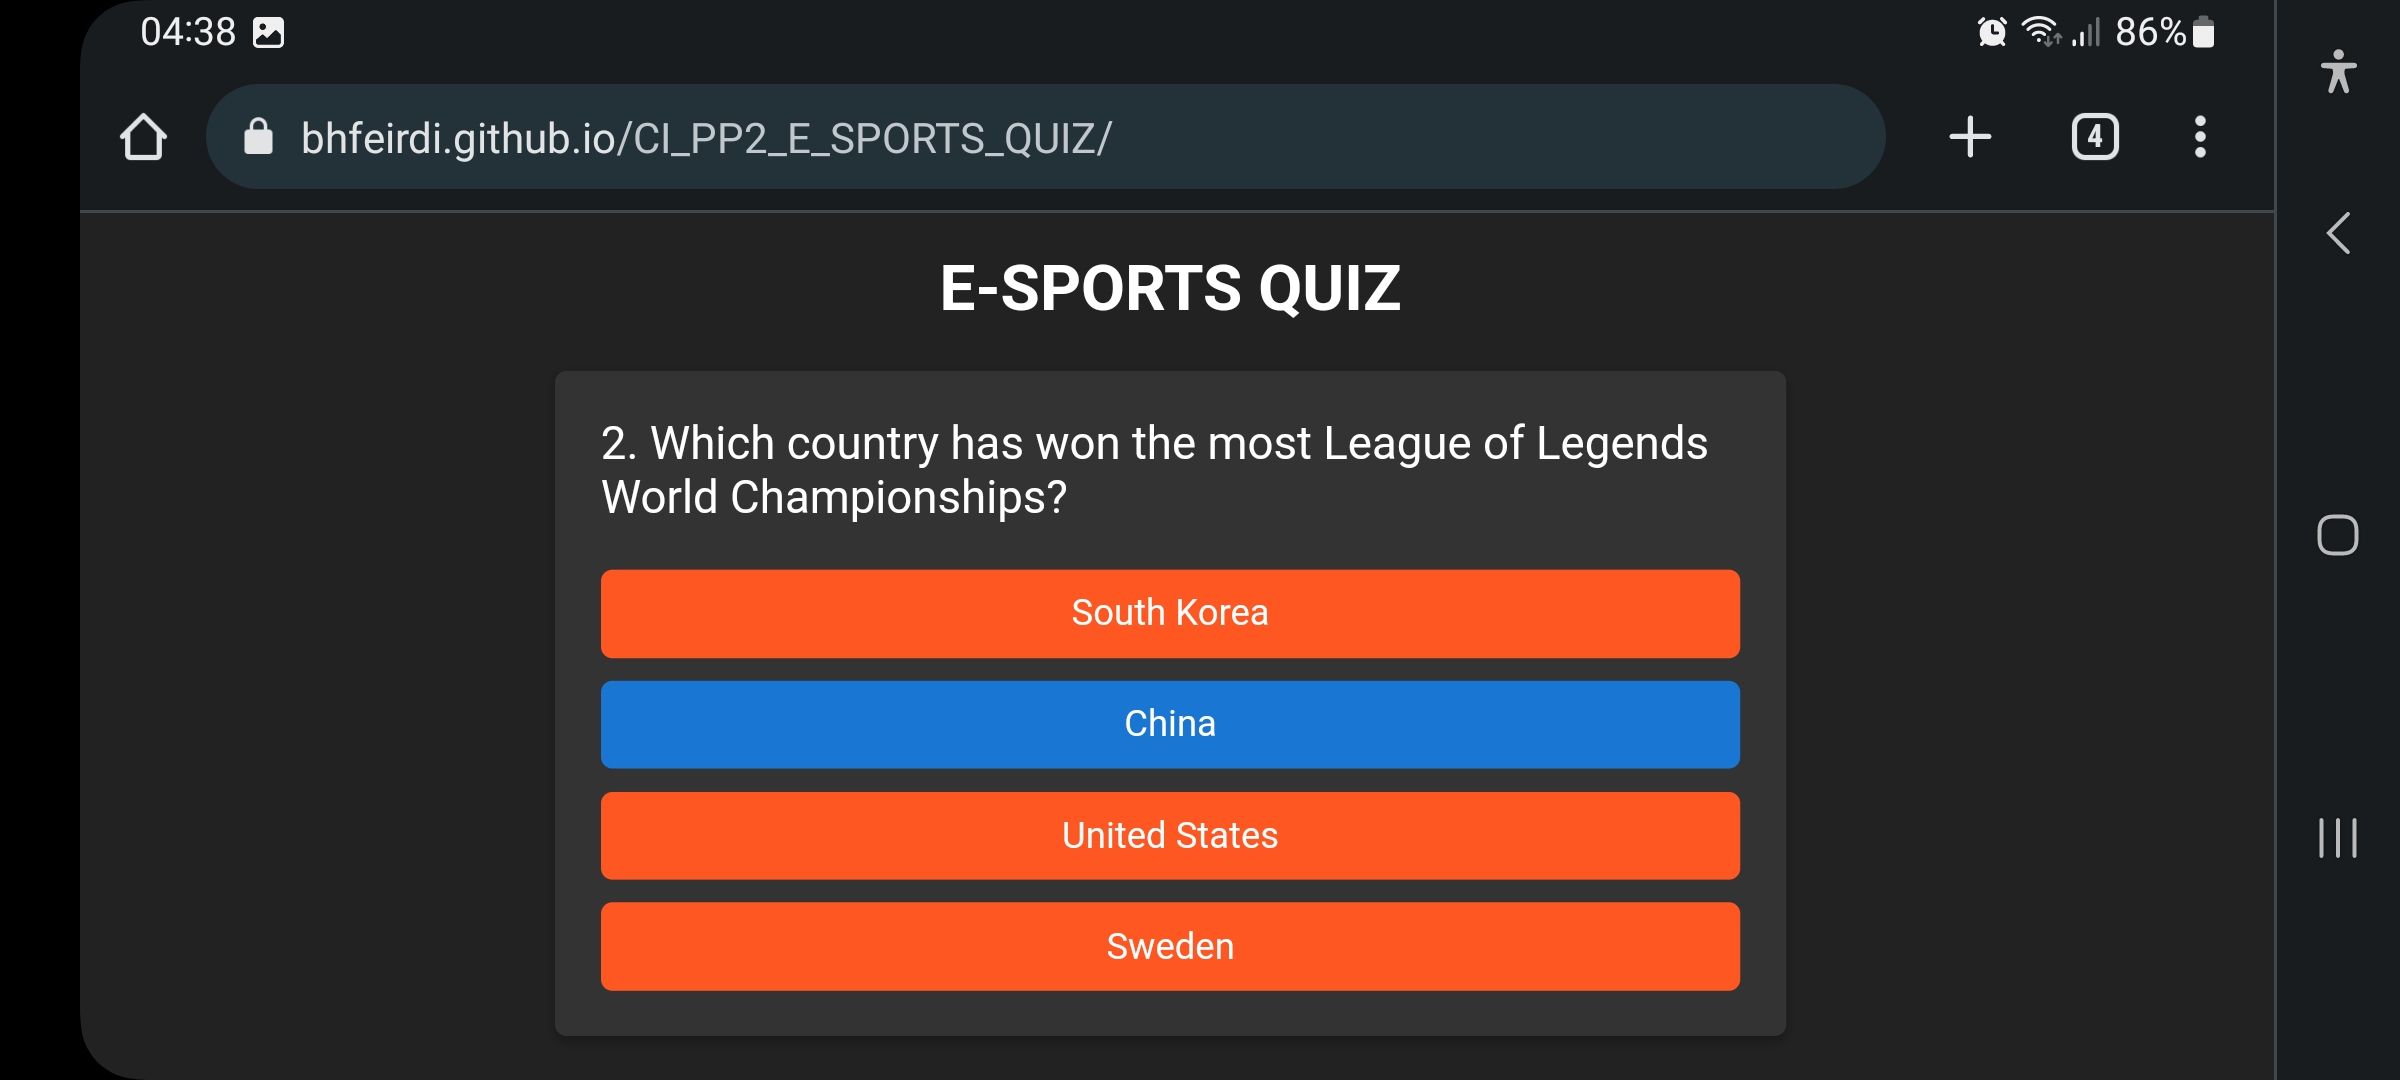 04:38
86%
bhfeirdi.github.io/CI_PP2_E_SPORTS_QUIZ/
4
E-SPORTS QUIZ
2. Which country has won the most League of Legends
World Championships?
South Korea
China
United States
Sweden